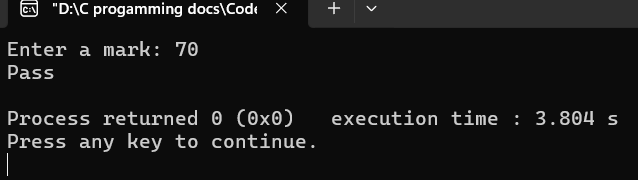 "D:\C progamming docs\Code
Enter a mark: 70
Pass
Process returned 0 (0x0)   execution time : 3.804 s
Press any key to continue.